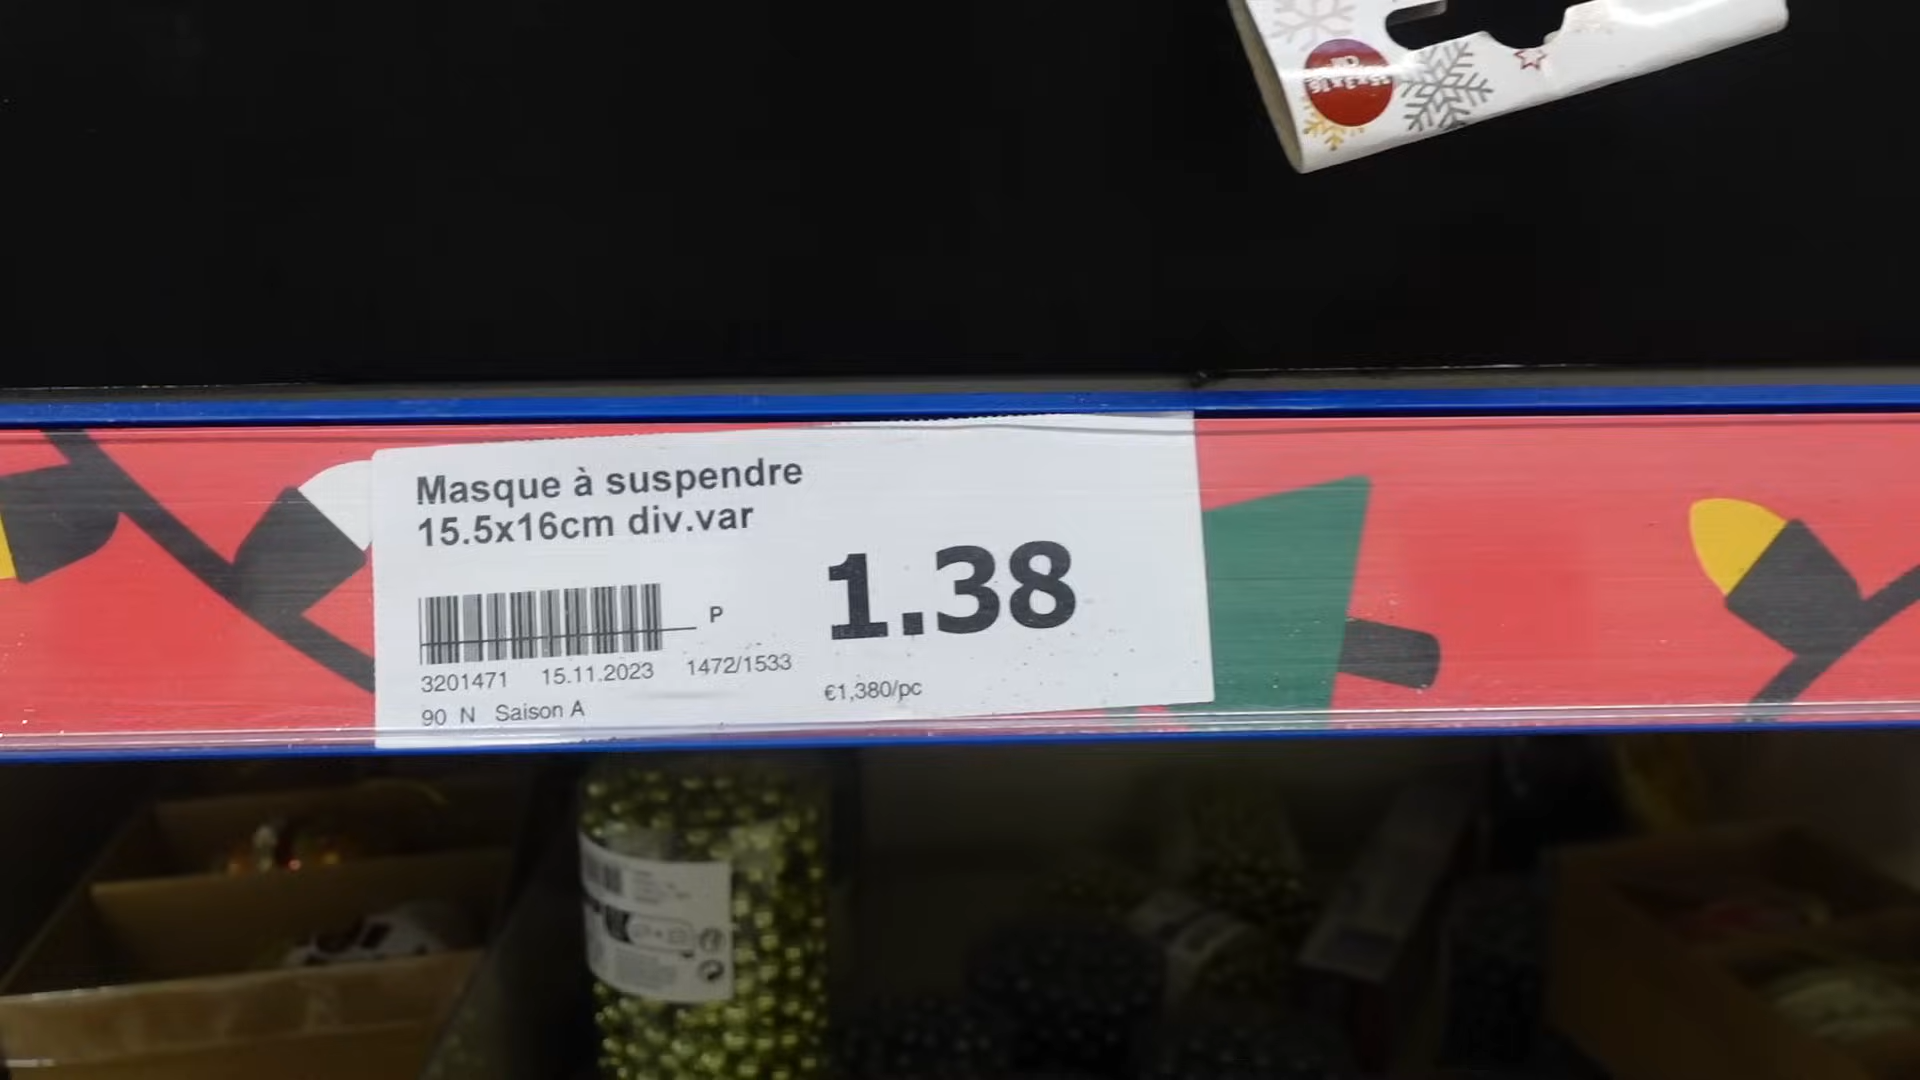 Masque à suspendre
15.5x16cm div.var
1.38
P
3201471 15.11.2023 1472/1533
€1,380/pc
90 N Saison A